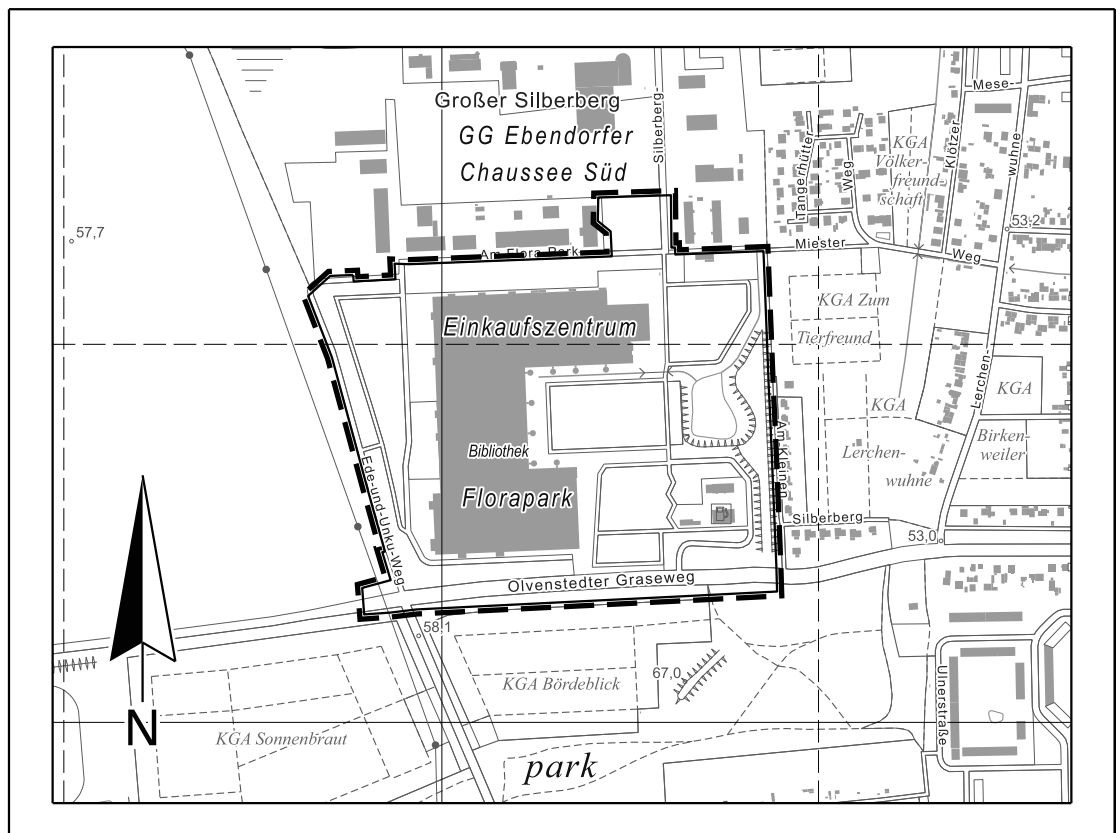 Mese
Großer Silberberg
GG Ebendorfer
Chaussee Süd
Silberberg-
Tangerhütter
Weg
KGA
Völker-
freund-
schaft
Klötzer
wuhne
53,2
57,7
Am Flora-Park
Miester
Weg
KGA Zum
Tierfreund
Einkaufszentrum
Lerchen-
KGA
KGA
Bibliothek
Am Kleinen
Lerchen-
wuhne
Birken-
weiler
Ede-und-Unku-Weg
Florapark
Silberberg
53,0
Olvenstedter Graseweg
58,1
67,0
KGA Bördeblick
Ulnerstraße
N
KGA Sonnenbraut
park